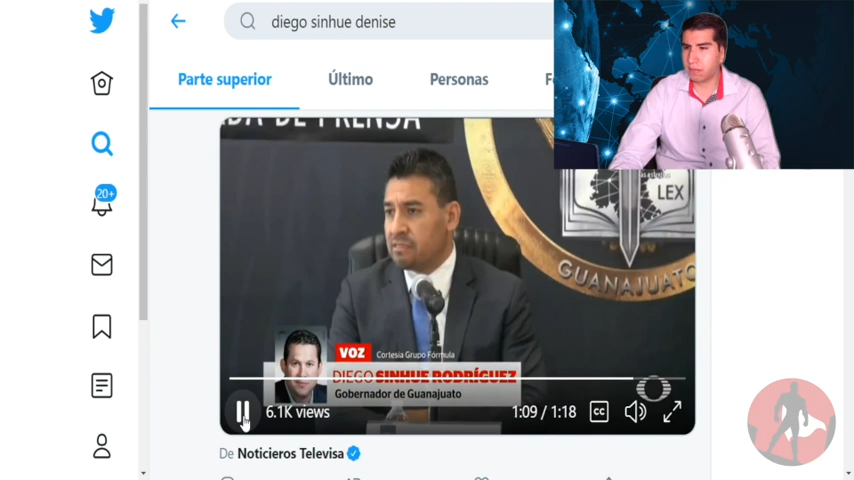 diego sinhue denise
Parte superior
Último
Personas
20+
DA DE PRENSA
LEX
GUANAJUATO
VOZ
Cortesía Grupo Fórmula
DIEGO SINHUE RODRÍGUEZ
Gobernador de Guanajuato
6.1K views
1:09 / 1:18
CC
De Noticieros Televisa